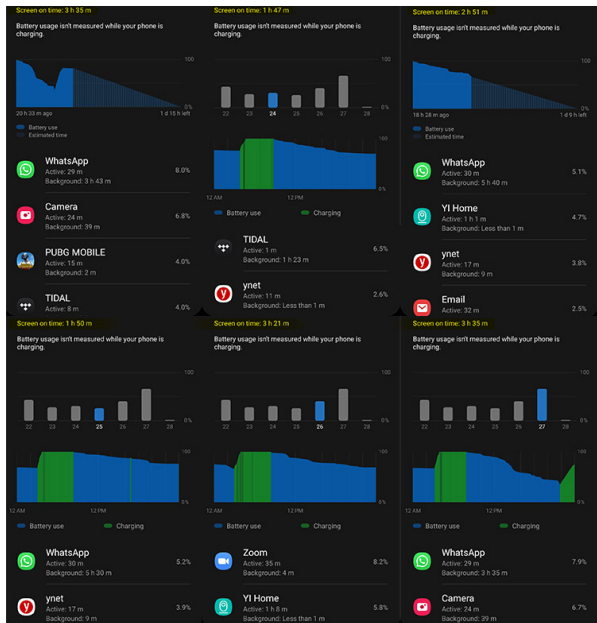 Screen on time: 3 h 35 m
Battery usage isn't measured while your phone is
charging.
100
0%
20 h 33 m ago
1 d 15 h left
Battery use
Estimated time
WhatsApp
Active: 29 m
Background: 3 h 43 m
8.0%
Camera
Active: 24 m
Background: 39 m
6.8%
PUBG MOBILE
Active: 15 m
Background: 2 m
4.0%
TIDAL
Active: 8 m
4.0%
Screen on time: 1 h 47 m
Battery usage isn't measured while your phone is
charging.
100
0%
22 23 24 25 26 27 28
100
0%
12 AM
12 PM
Battery use
Charging
TIDAL
Active: 1 m
Background: 1 h 23 m
6.5%
ynet
Active: 11 m
Background: Less than 1 m
2.6%
Screen on time: 2 h 51 m
Battery usage isn't measured while your phone is
charging.
100
0%
18 h 28 m ago
1 d 9 h left
Battery use
Estimated time
WhatsApp
Active: 30 m
Background: 5 h 40 m
5.1%
YI Home
Active: 1 h 1 m
Background: Less than 1 m
4.7%
ynet
Active: 17 m
Background: 9 m
3.8%
Email
Active: 32 m
2.5%
Screen on time: 1 h 50 m
Battery usage isn't measured while your phone is
charging.
100
0%
22 23 24 25 26 27 28
100
0%
12 AM
12 PM
Battery use
Charging
WhatsApp
Active: 30 m
Background: 5 h 30 m
5.2%
ynet
Active: 17 m
Background: 9 m
3.9%
Screen on time: 3 h 21 m
Battery usage isn't measured while your phone is
charging.
100
0%
22 23 24 25 26 27 28
100
0%
12 AM
12 PM
Battery use
Charging
Zoom
Active: 35 m
Background: 4 m
8.2%
YI Home
Active: 1 h 8 m
Background: Less than 1 m
5.8%
Screen on time: 3 h 35 m
Battery usage isn't measured while your phone is
charging.
100
0%
22 23 24 25 26 27 28
100
0%
12 AM
12 PM
Battery use
Charging
WhatsApp
Active: 29 m
Background: 3 h 35 m
7.9%
Camera
Active: 24 m
Background: 39 m
6.7%